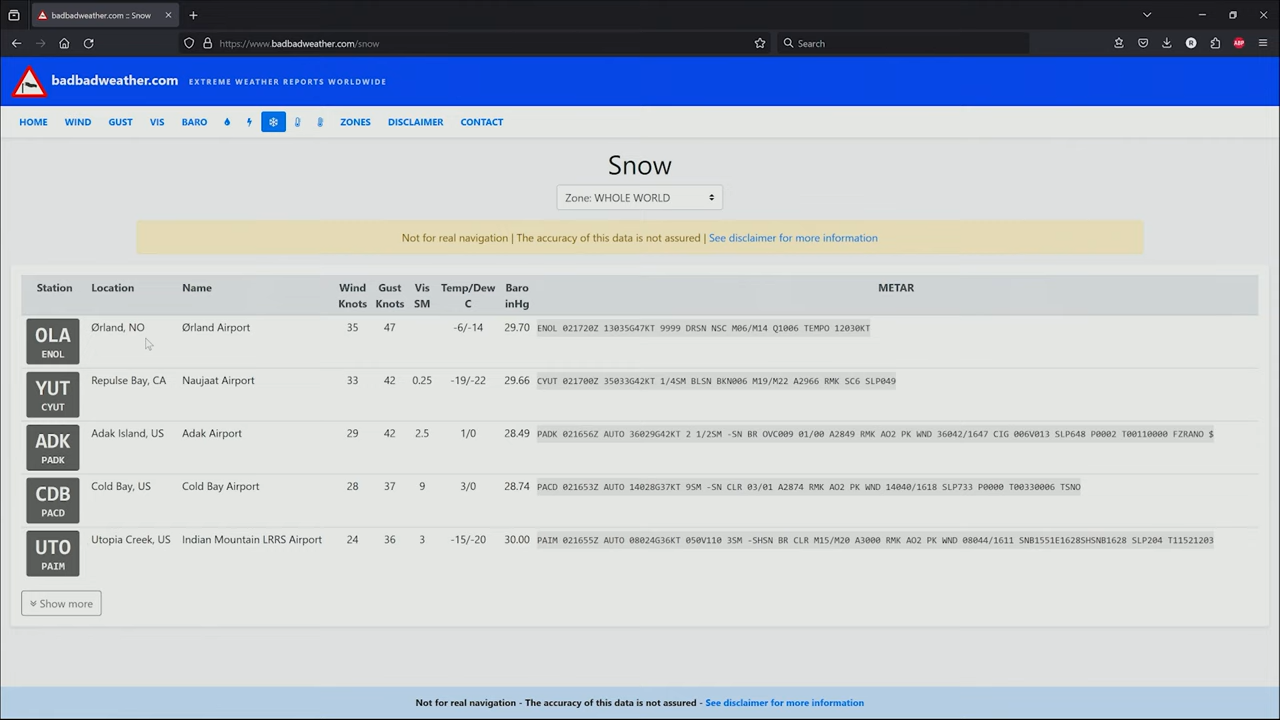 badbadweather.com :: Snow
https://www.badbadweather.com/snow
Search
R
ABP
badbadweather.com EXTREME WEATHER REPORTS WORLDWIDE
HOME WIND GUST VIS BARO ZONES DISCLAIMER CONTACT
Snow
Zone: WHOLE WORLD
Not for real navigation | The accuracy of this data is not assured | See disclaimer for more information
Station Location Name Wind Knots Gust Knots Vis SM Temp/Dew C Baro inHg METAR
OLA ENOL Ørland, NO Ørland Airport 35 47 -6/-14 29.70 ENOL 021720Z 13035G47KT 9999 DRSN NSC M06/M14 Q1006 TEMPO 12030KT
YUT CYUT Repulse Bay, CA Naujaat Airport 33 42 0.25 -19/-22 29.66 CYUT 021700Z 35033G42KT 1/4SM BLSN BKN006 M19/M22 A2966 RMK SC6 SLP049
ADK PADK Adak Island, US Adak Airport 29 42 2.5 1/0 28.49 PADK 021656Z AUTO 36029G42KT 2 1/2SM -SN BR OVC009 01/00 A2849 RMK AO2 PK WND 36042/1647 CIG 006V013 SLP648 P0002 T00110000 FZRANO $
CDB PACD Cold Bay, US Cold Bay Airport 28 37 9 3/0 28.74 PACD 021653Z AUTO 14028G37KT 9SM -SN CLR 03/01 A2874 RMK AO2 PK WND 14040/1618 SLP733 P0000 T00330006 TSNO
UTO PAIM Utopia Creek, US Indian Mountain LRRS Airport 24 36 3 -15/-20 30.00 PAIM 021655Z AUTO 08024G36KT 050V110 3SM -SHSN BR CLR M15/M20 A3000 RMK AO2 PK WND 08044/1611 SNB1551E1628SHSNB1628 SLP204 T11521203
Show more
Not for real navigation - The accuracy of this data is not assured - See disclaimer for more information